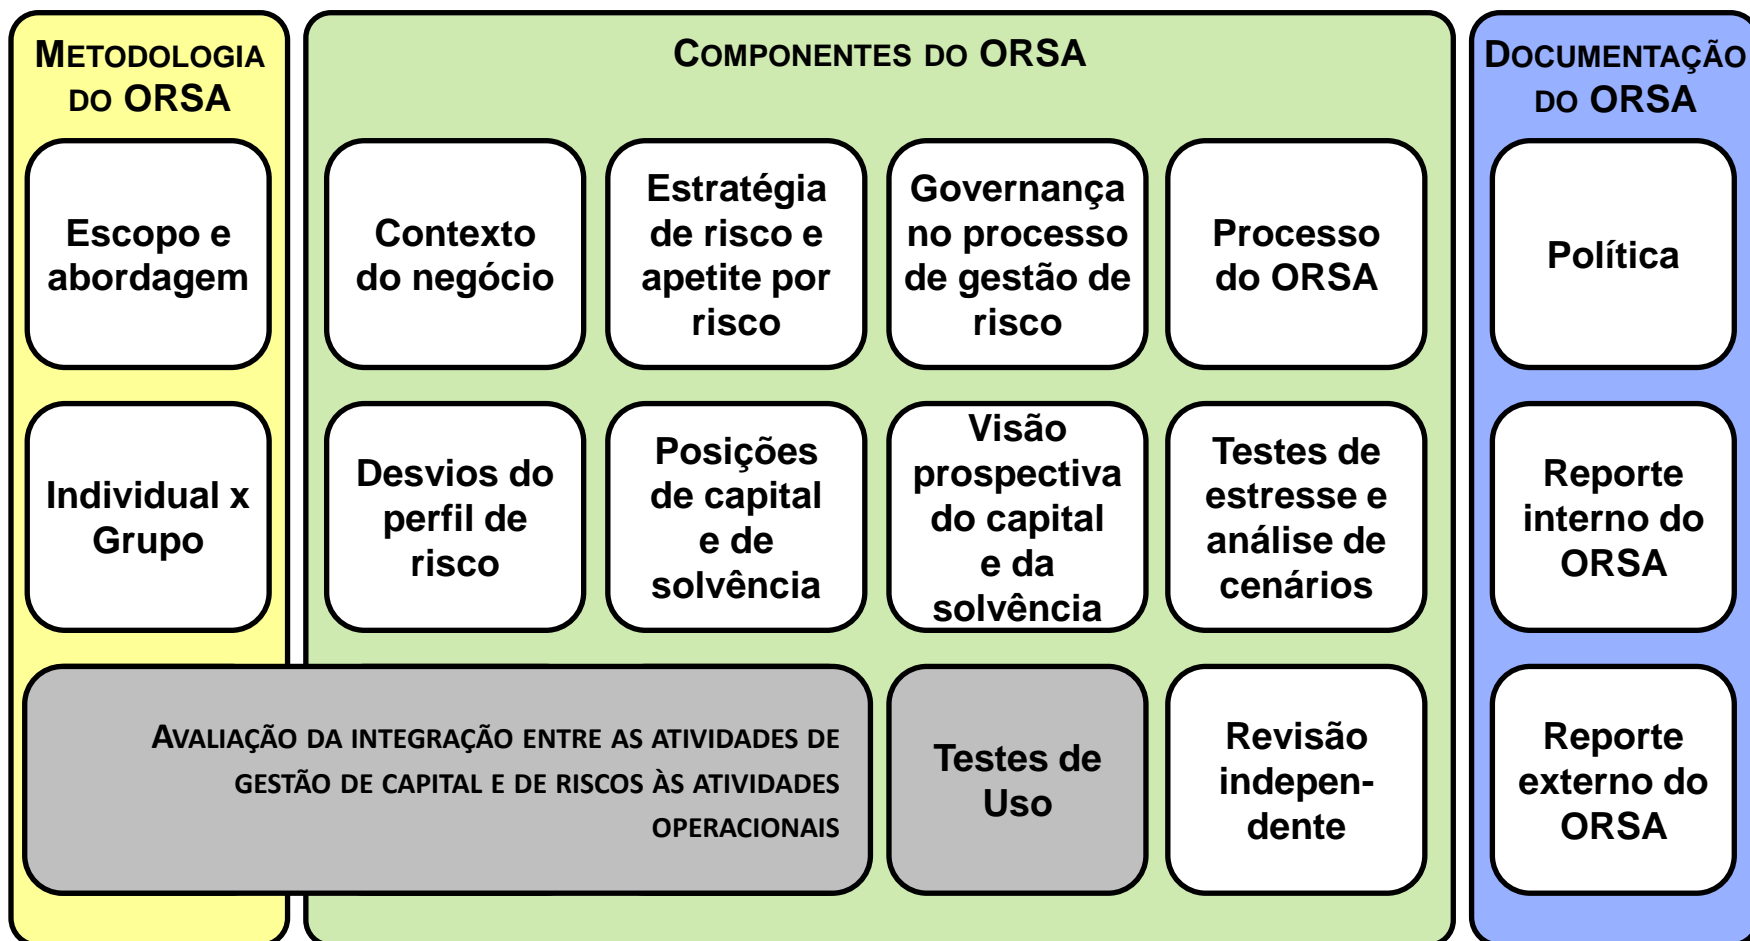 METODOLOGIA
DO ORSA
Escopo e
abordagem
Individual x
Grupo
COMPONENTES DO ORSA
Contexto
do negócio
Estratégia
de risco e
apetite por
risco
Governança
no processo
de gestão de
risco
Processo
do ORSA
Desvios do
perfil de
risco
Posições
de capital
e de
solvência
Visão
prospectiva
do capital
e da
solvência
Testes de
estresse e
análise de
cenários
AVALIAÇÃO DA INTEGRAÇÃO ENTRE AS ATIVIDADES DE
GESTÃO DE CAPITAL E DE RISCOS ÀS ATIVIDADES
OPERACIONAIS
Testes de
Uso
Revisão
indepen-
dente
DOCUMENTAÇÃO
DO ORSA
Política
Reporte
interno do
ORSA
Reporte
externo do
ORSA